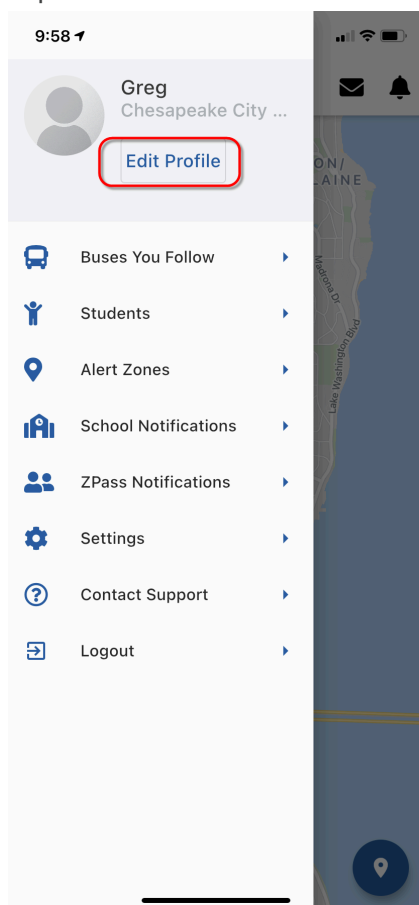 9:58
Greg
Chesapeake City ...
Edit Profile
ON/
LAINE
Buses You Follow
Madrona Dr
Students
Lake Washington Blvd
Alert Zones
School Notifications
ZPass Notifications
Settings
Contact Support
Logout